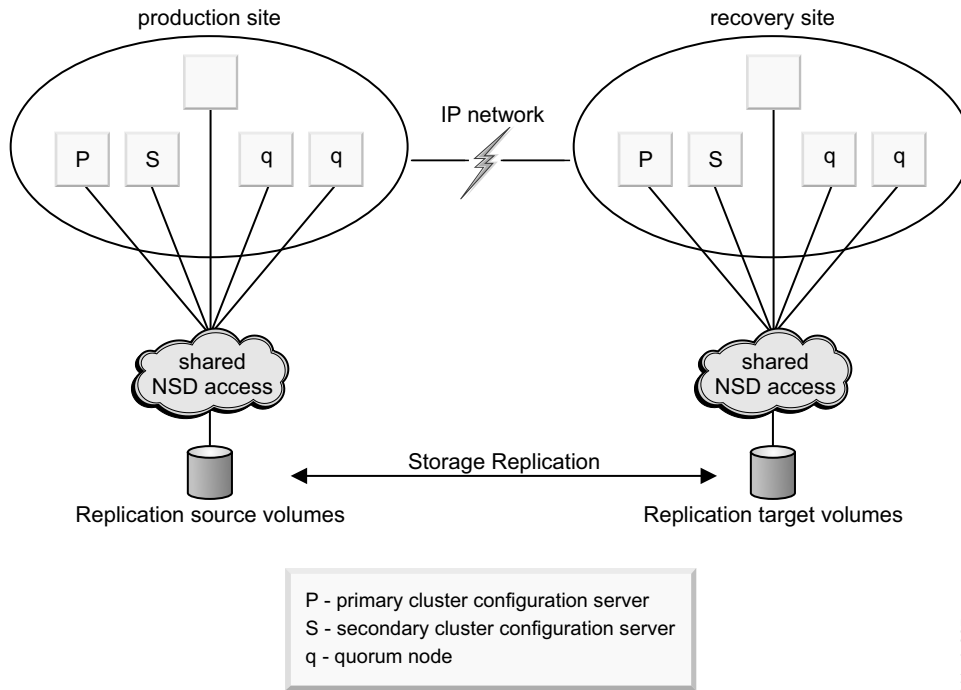 production site
recovery site
IP network
P
S
q
q
P
S
q
q
shared
NSD access
shared
NSD access
Storage Replication
Replication source volumes
Replication target volumes
P - primary cluster configuration server
S - secondary cluster configuration server
q - quorum node